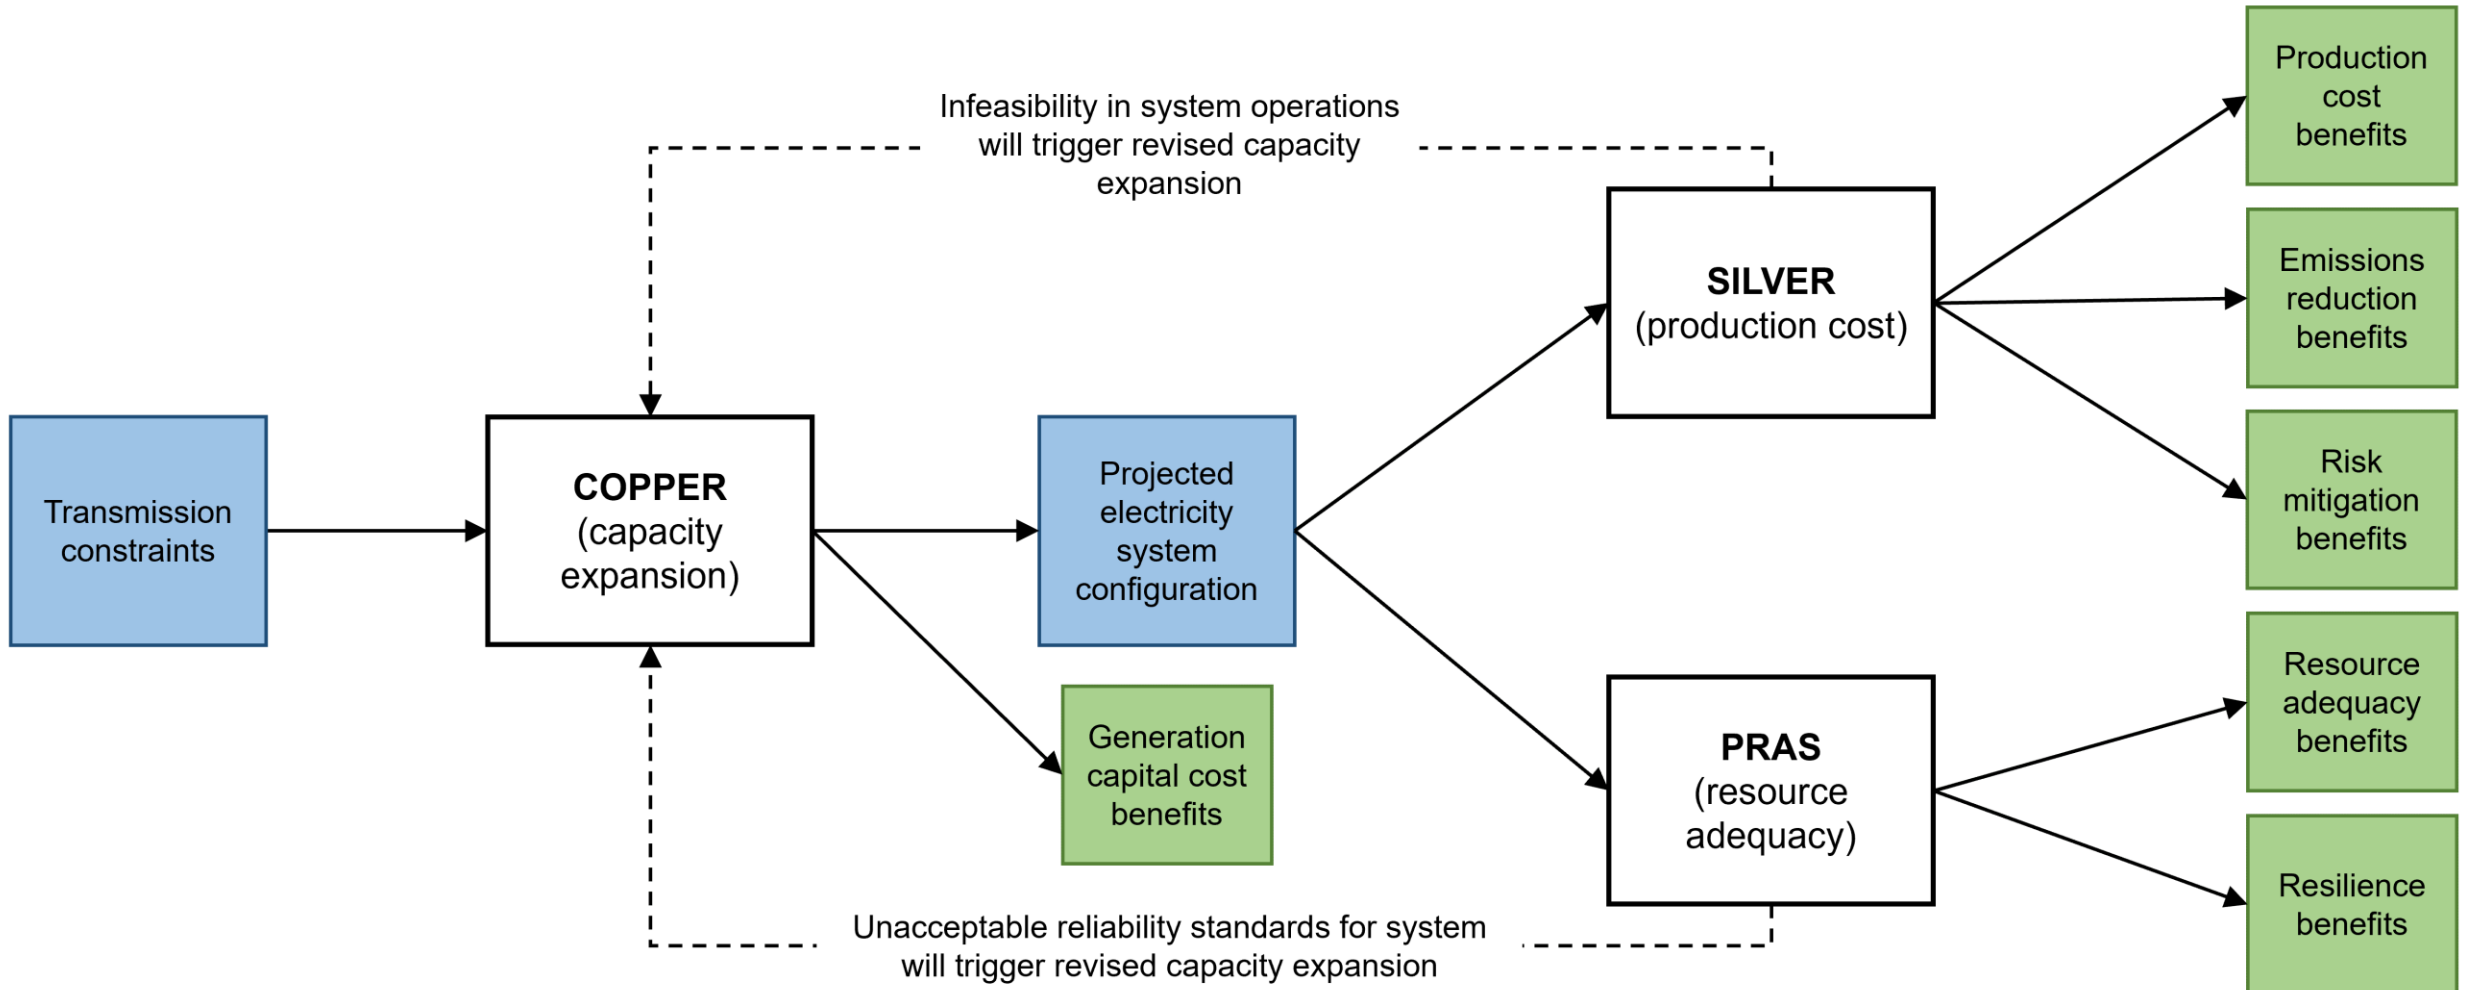 Transmission
constraints
COPPER
(capacity
expansion)
Infeasibility in system operations
will trigger revised capacity
expansion
Projected
electricity
system
configuration
Generation
capital cost
benefits
Unacceptable reliability standards for system
will trigger revised capacity expansion
SILVER
(production cost)
PRAS
(resource
adequacy)
Production
cost
benefits
Emissions
reduction
benefits
Risk
mitigation
benefits
Resource
adequacy
benefits
Resilience
benefits